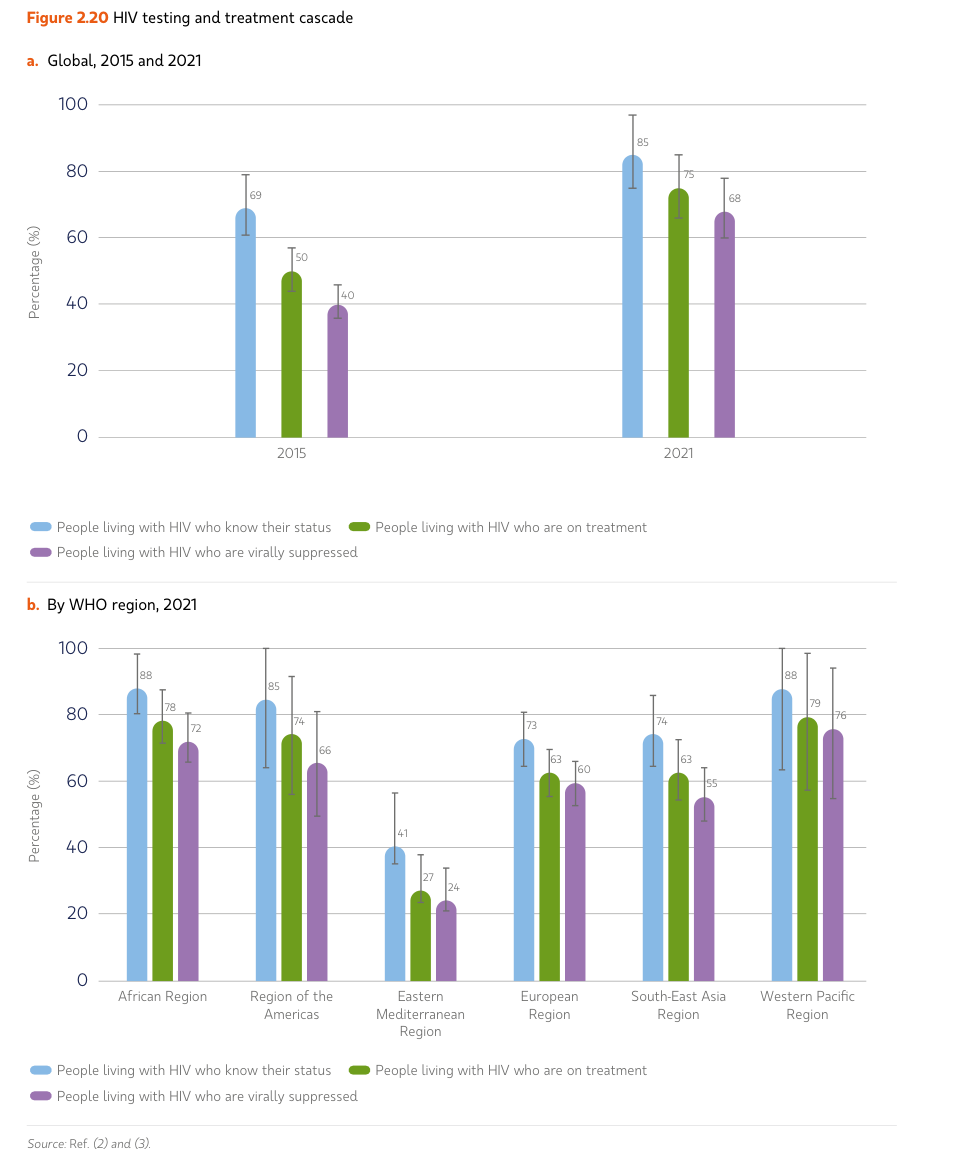 Figure 2.20 HIV testing and treatment cascade
a. Global, 2015 and 2021
Percentage (%)
100
80
60
40
20
0
69
50
40
85
75
68
2015
2021
People living with HIV who know their status
People living with HIV who are on treatment
People living with HIV who are virally suppressed
b. By WHO region, 2021
Percentage (%)
100
80
60
40
20
0
88
78
72
85
74
66
41
27
24
73
63
60
74
63
55
88
79
76
African Region
Region of the
Americas
Eastern
Mediterranean
Region
European
Region
South-East Asia
Region
Western Pacific
Region
People living with HIV who know their status
People living with HIV who are on treatment
People living with HIV who are virally suppressed
Source: Ref. (2) and (3).